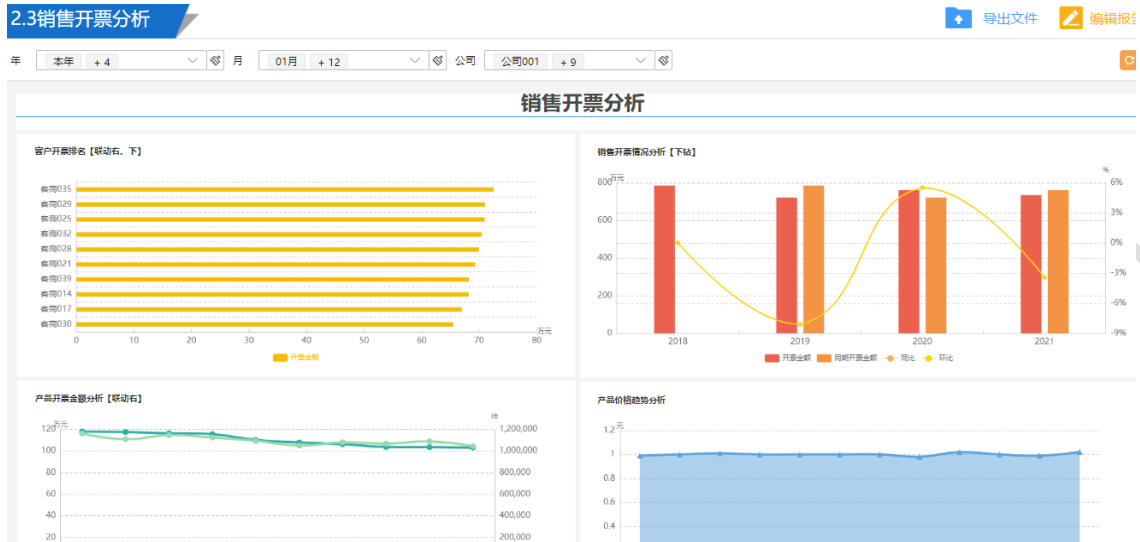 2.3销售开票分析
导出文件
编辑报告
年 本年 + 4 月 01月 + 12 公司 公司001 + 9
销售开票分析
客户开票排名【联动右、下】
客商035
客商029
客商025
客商032
客商028
客商021
客商039
客商014
客商017
客商030
万元
0 10 20 30 40 50 60 70 80
开票金额
销售开票情况分析【下钻】
万元 %
800 6%
3%
600
0%
400
-3%
200
-6%
0 -9%
2018 2019 2020 2021
开票金额 同期开票金额 同比 环比
产品开票金额分析【联动右】
万元 件
120 1,200,000
100 1,000,000
80 800,000
60 600,000
40 400,000
20 200,000
产品价格趋势分析
元
1.2
1
0.8
0.6
0.4